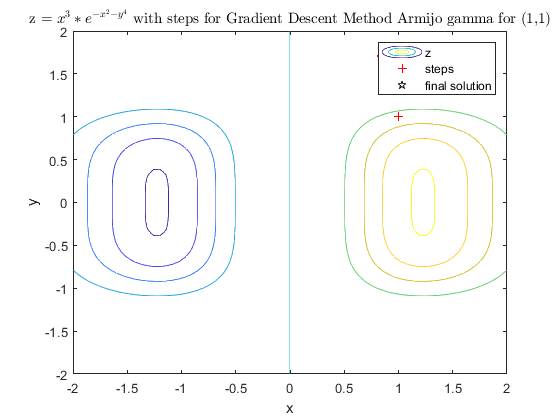 z = x³ * e^{-x²-y⁴} with steps for Gradient Descent Method Armijo gamma for (1,1)
z
steps
final solution
2
1.5
1
0.5
0
-0.5
-1
-1.5
-2
y
-2 -1.5 -1 -0.5 0 0.5 1 1.5 2
x